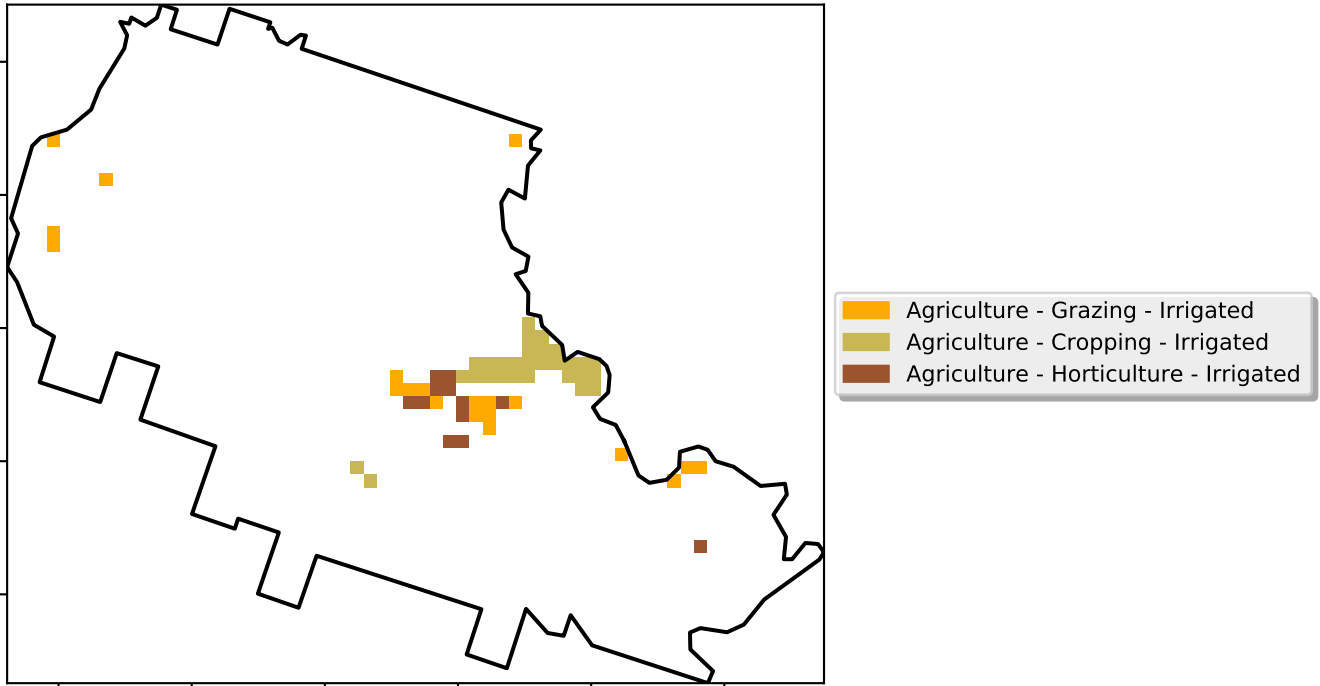 Agriculture - Grazing - Irrigated
Agriculture - Cropping - Irrigated
Agriculture - Horticulture - Irrigated